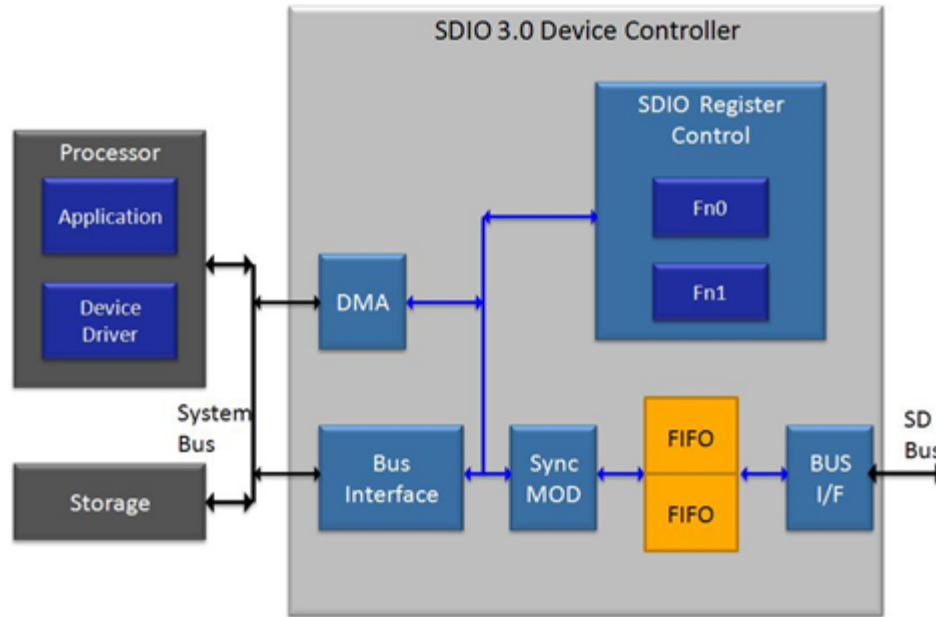 SDIO 3.0 Device Controller
SDIO Register
Control
Fn0
Fn1
Processor
Application
Device
Driver
DMA
System
Bus
Storage
Bus
Interface
Sync
MOD
FIFO
FIFO
BUS
I/F
SD
Bus